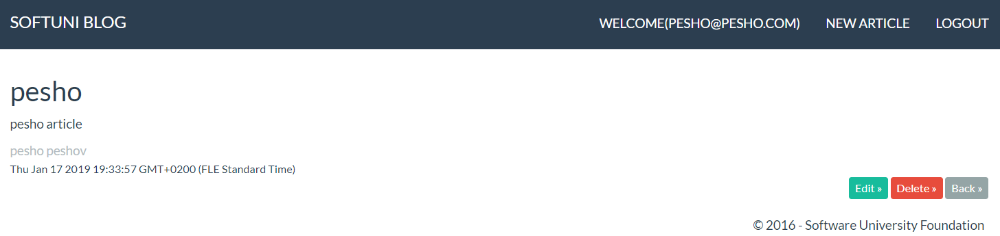 SOFTUNI BLOG WELCOME(PESHO@PESHO.COM) NEW ARTICLE LOGOUT
pesho
pesho article
pesho peshov
Thu Jan 17 2019 19:33:57 GMT+0200 (FLE Standard Time)
Edit » Delete » Back »
© 2016 - Software University Foundation